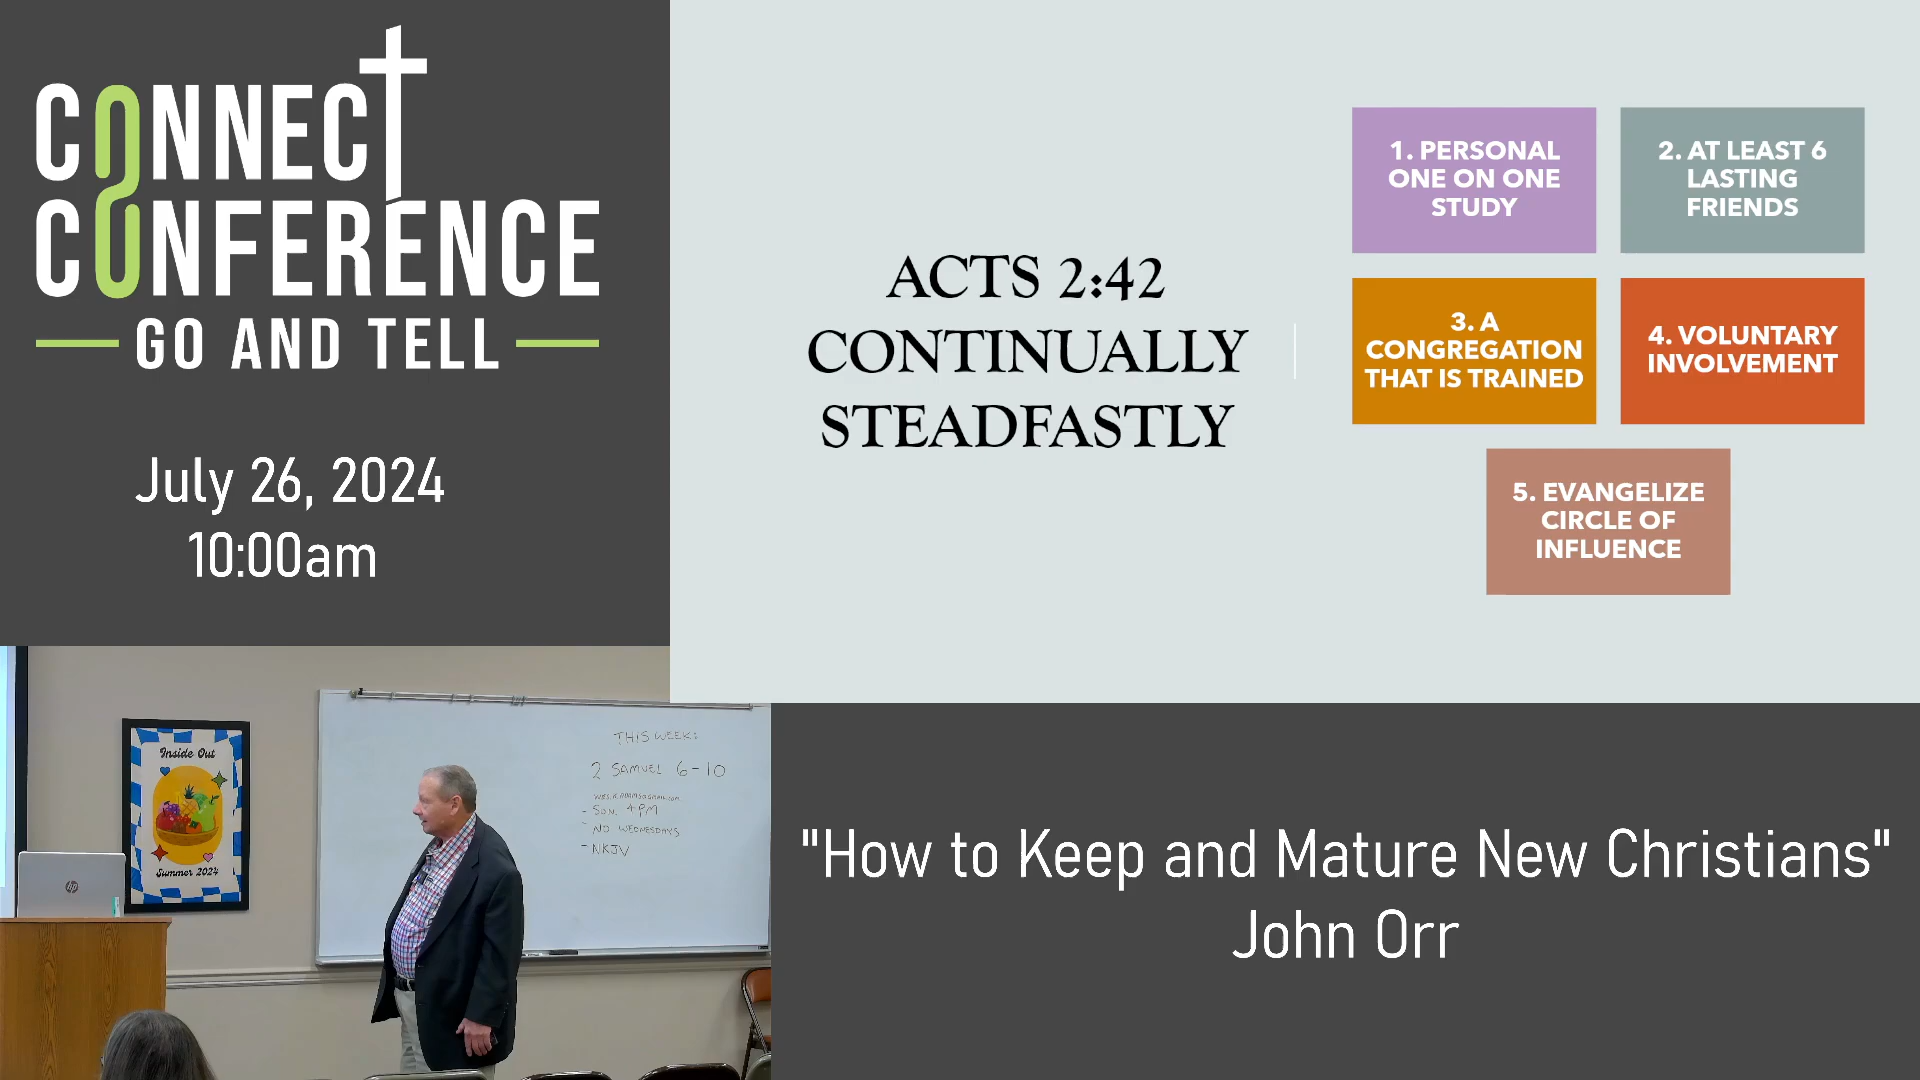 CONNECT
CONFERENCE
GO AND TELL
July 26, 2024
10:00am
ACTS 2:42
CONTINUALLY
STEADFASTLY
1. PERSONAL
ONE ON ONE
STUDY
2. AT LEAST 6
LASTING
FRIENDS
3. A
CONGREGATION
THAT IS TRAINED
4. VOLUNTARY
INVOLVEMENT
5. EVANGELIZE
CIRCLE OF
INFLUENCE
Inside Out
Summer 2024
hp
THIS WEEK:
2 SAMUEL 6-10
- SUN. 4PM
- NO WEDNESDAYS
- NKJV
"How to Keep and Mature New Christians"
John Orr